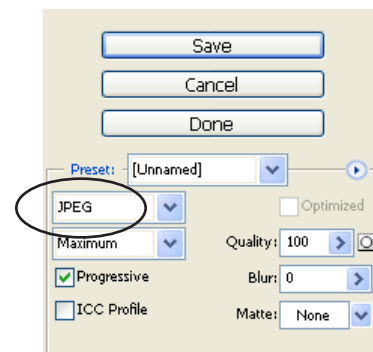 Save
Cancel
Done
Preset: [Unnamed]
JPEG Optimized
Maximum Quality: 100
Progressive Blur: 0
ICC Profile Matte: None